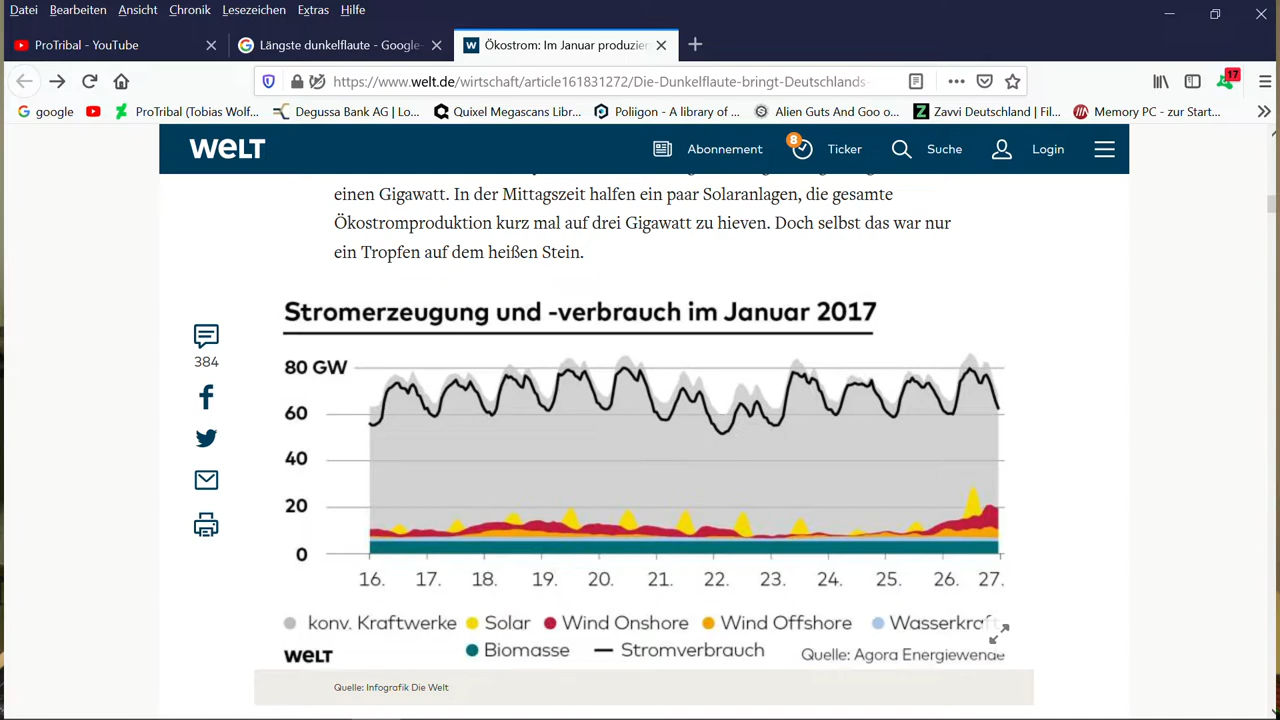 Datei Bearbeiten Ansicht Chronik Lesezeichen Extras Hilfe
ProTribal - YouTube
Längste dunkelflaute - Google
Ökostrom: Im Januar produzier
https://www.welt.de/wirtschaft/article161831272/Die-Dunkelflaute-bringt-Deutschlands-
17
google
ProTribal (Tobias Wolf...
Degussa Bank AG | Lo...
Quixel Megascans Libr...
Poliigon - A library of ...
Alien Guts And Goo o...
Zavvi Deutschland | Fil...
Memory PC - zur Start...
WELT
Abonnement
8
Ticker
Suche
Login
einen Gigawatt. In der Mittagszeit halfen ein paar Solaranlagen, die gesamte
Ökostromproduktion kurz mal auf drei Gigawatt zu hieven. Doch selbst das war nur
ein Tropfen auf dem heißen Stein.
384
Stromerzeugung und -verbrauch im Januar 2017
80 GW
60
40
20
0
16. 17. 18. 19. 20. 21. 22. 23. 24. 25. 26. 27.
konv. Kraftwerke Solar Wind Onshore Wind Offshore Wasserkraft
Biomasse Stromverbrauch
WELT
Quelle: Agora Energiewende
Quelle: Infografik Die Welt